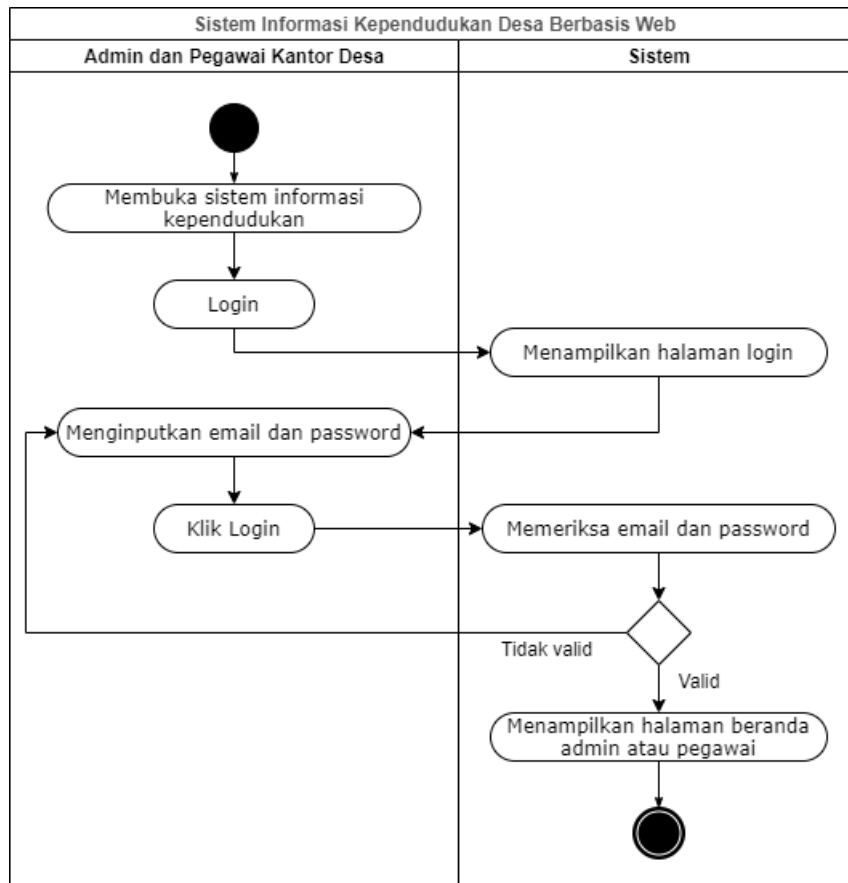 Sistem Informasi Kependudukan Desa Berbasis Web
Admin dan Pegawai Kantor Desa
Sistem
Membuka sistem informasi
kependudukan
Login
Menampilkan halaman login
Menginputkan email dan password
Klik Login
Memeriksa email dan password
Tidak valid
Valid
Menampilkan halaman beranda
admin atau pegawai